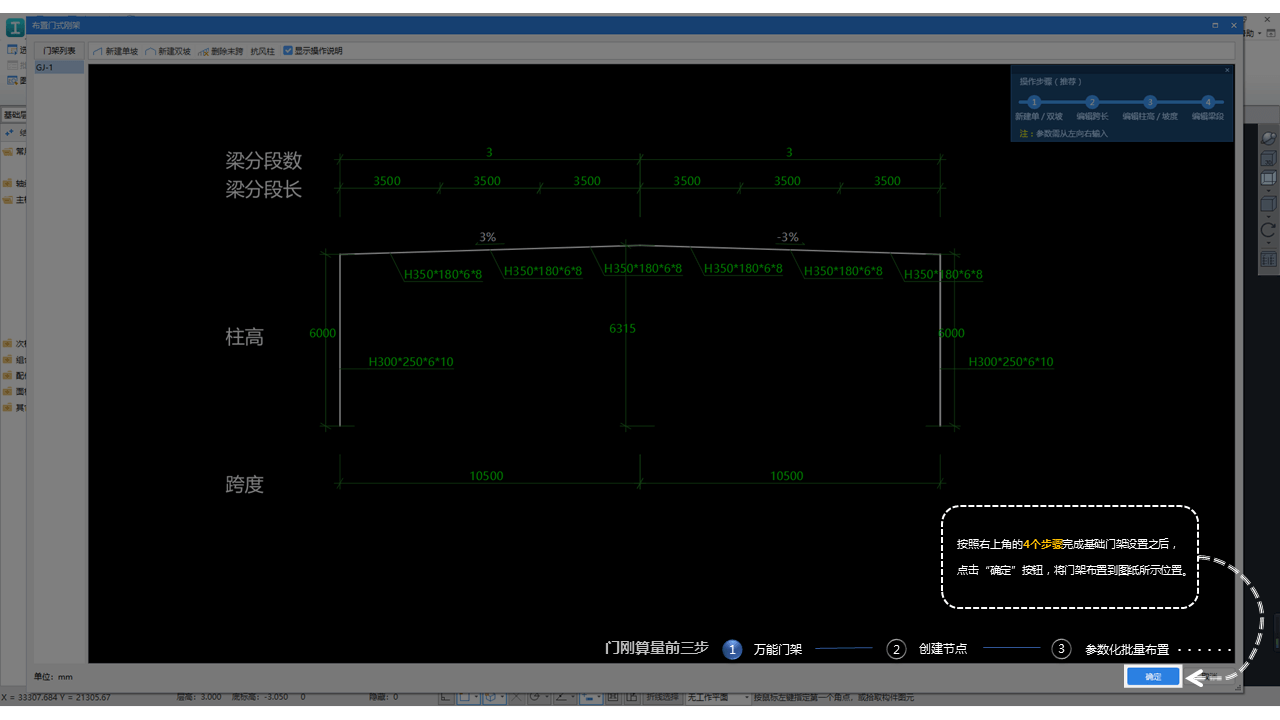 布置门式刚架
门架列表
新建单坡 新建双坡 删除末跨 抗风柱 显示操作说明
GJ-1
操作步骤（推荐）
1 2 3 4
新建单 / 双坡 编辑跨长 编辑柱高 / 坡度 编辑梁段
注：参数需从左向右输入
基础层
梁分段数 3 3
梁分段长 3500 3500 3500 3500 3500 3500
3% -3%
H350*180*6*8 H350*180*6*8 H350*180*6*8 H350*180*6*8 H350*180*6*8 H350*180*6*8
柱高 6000 6315 6000
H300*250*6*10 H300*250*6*10
跨度 10500 10500
按照右上角的4个步骤完成基础门架设置之后，
点击“确定”按钮，将门架布置到图纸所示位置。
门刚算量前三步 1 万能门架 2 创建节点 3 参数化批量布置 · · · · · ·
单位：mm
确定
X = 33307.684 Y = 21305.67 层高：3.000 底标高：-3.050 0 隐藏：0 折线选择 无工作平面 按鼠标左键指定第一个角点，或拾取构件图元